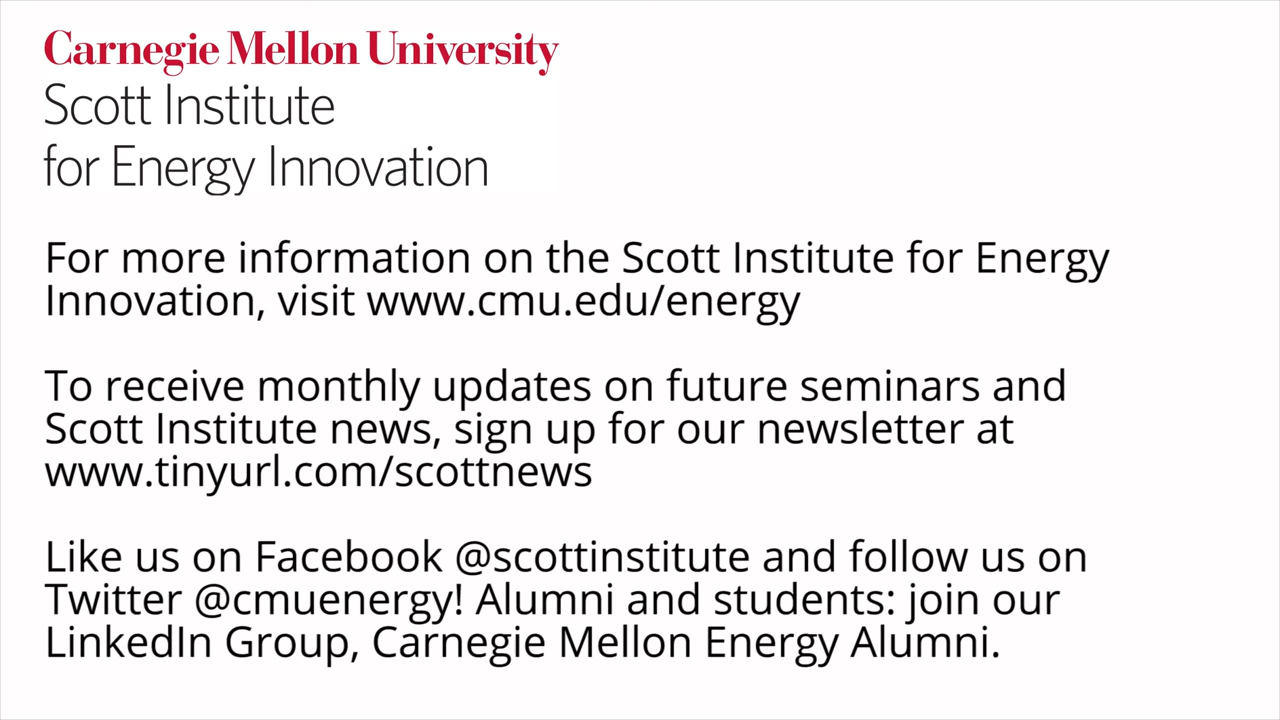 Carnegie Mellon University
Scott Institute
for Energy Innovation
For more information on the Scott Institute for Energy
Innovation, visit www.cmu.edu/energy
To receive monthly updates on future seminars and
Scott Institute news, sign up for our newsletter at
www.tinyurl.com/scottnews
Like us on Facebook @scottinstitute and follow us on
Twitter @cmuenergy! Alumni and students: join our
LinkedIn Group, Carnegie Mellon Energy Alumni.